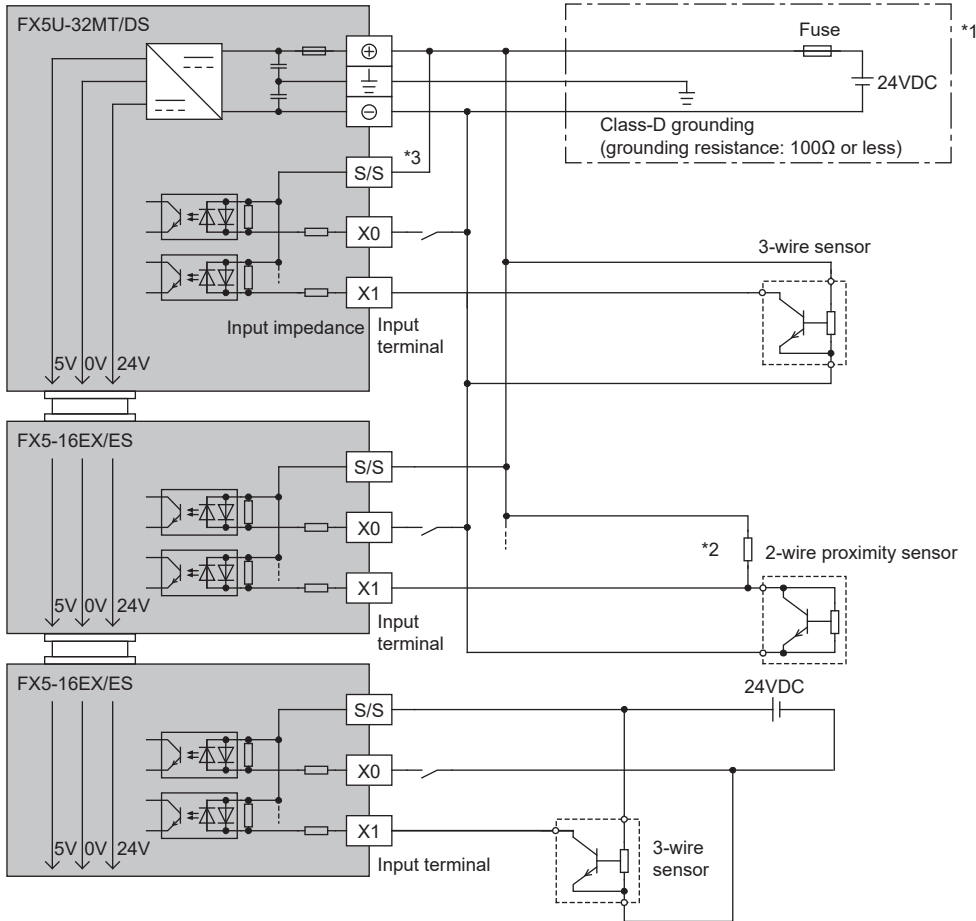 FX5U-32MT/DS
Fuse
*1
24VDC
Class-D grounding
(grounding resistance: 100Ω or less)
S/S
*3
X0
3-wire sensor
X1
Input impedance
Input
terminal
5V 0V 24V
FX5-16EX/ES
S/S
X0
*2
2-wire proximity sensor
X1
5V 0V 24V
Input
terminal
FX5-16EX/ES
24VDC
S/S
X0
X1
3-wire
sensor
5V 0V 24V
Input terminal